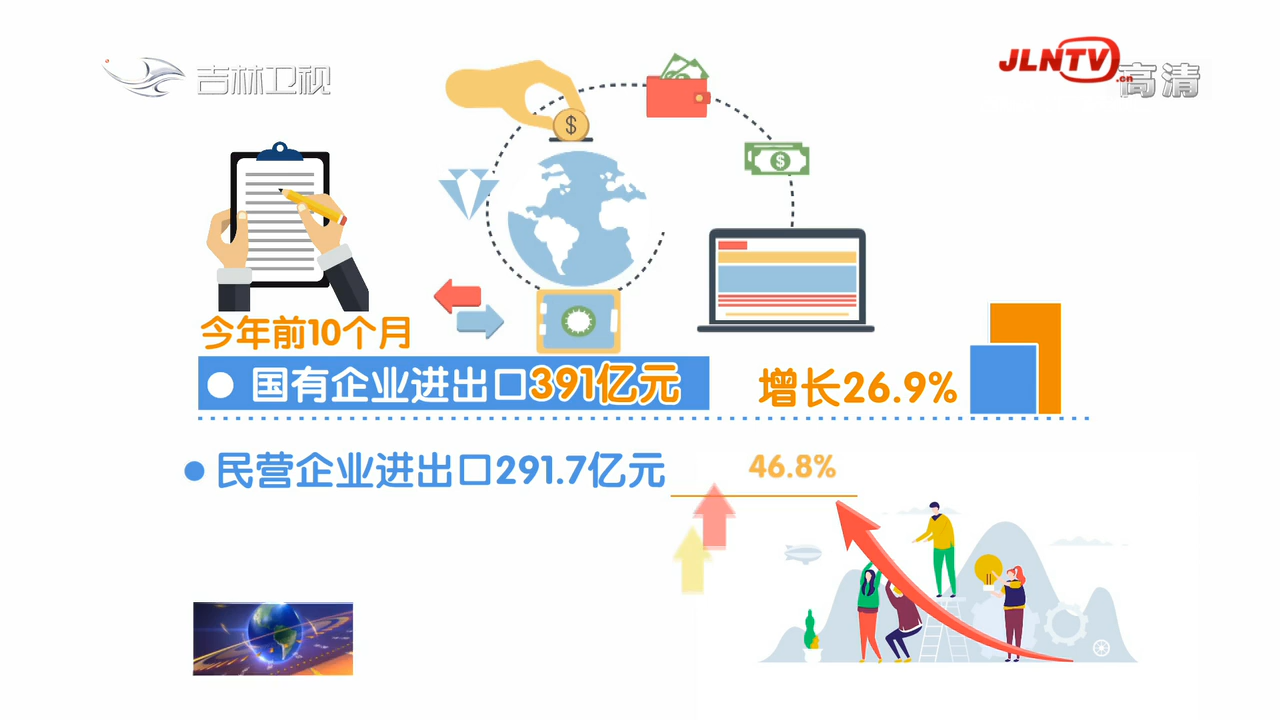 吉林卫视
JLNTV.cn
高清
今年前10个月
国有企业进出口391亿元
增长26.9%
民营企业进出口291.7亿元
46.8%